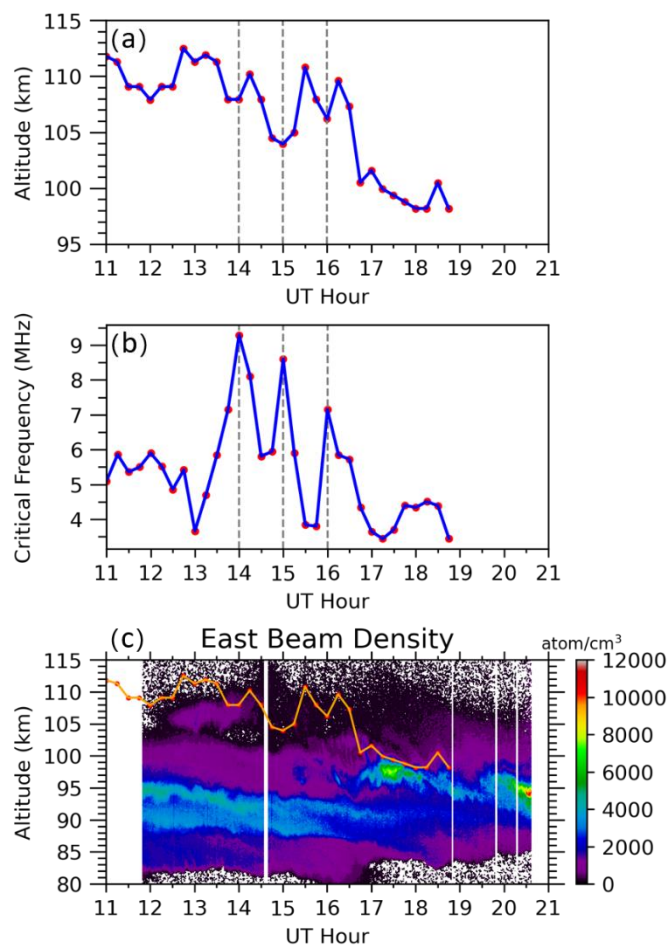 (a)
115
110
105
100
95
Altitude (km)
11 12 13 14 15 16 17 18 19 20 21
UT Hour
(b)
9
8
7
6
5
4
Critical Frequency (MHz)
11 12 13 14 15 16 17 18 19 20 21
UT Hour
(c) East Beam Density
atom/cm³
115
110
105
100
95
90
85
80
Altitude (km)
12000
10000
8000
6000
4000
2000
0
11 12 13 14 15 16 17 18 19 20 21
UT Hour